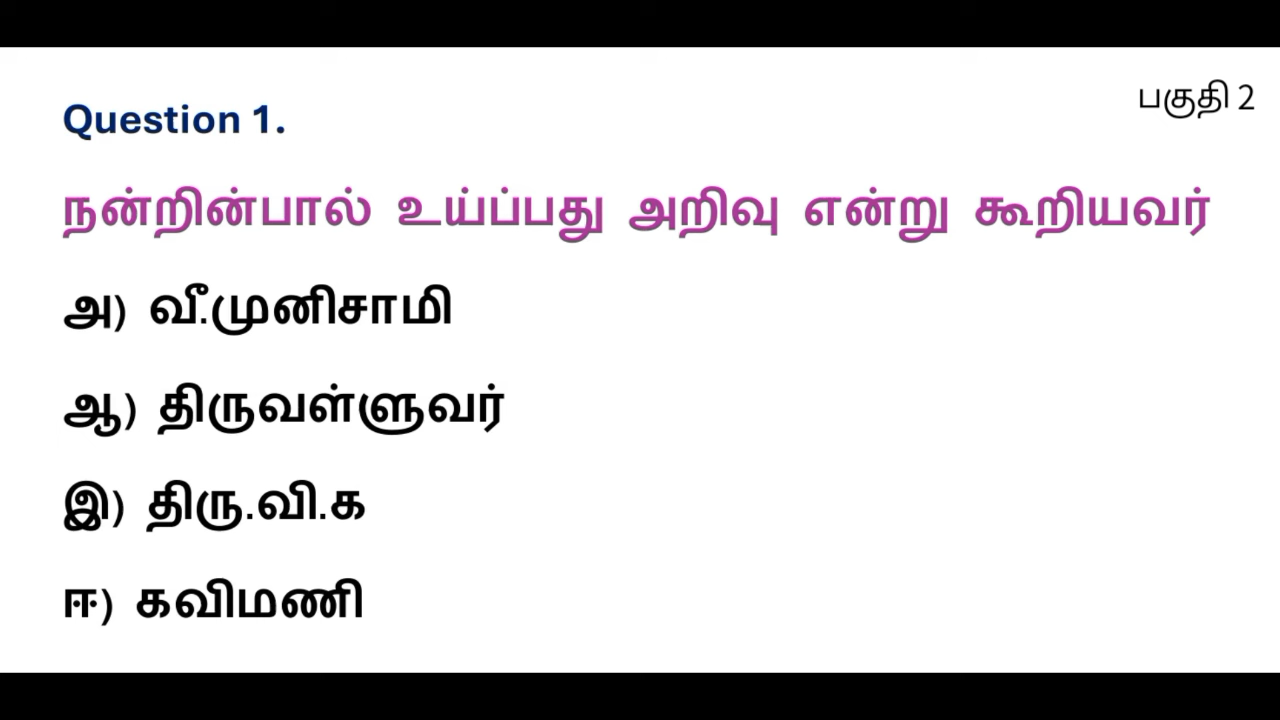 பகுதி 2
Question 1.
நன்றின்பால் உய்ப்பது அறிவு என்று கூறியவர்
அ) வீ.முனிசாமி
ஆ) திருவள்ளுவர்
இ) திரு.வி.க
ஈ) கவிமணி